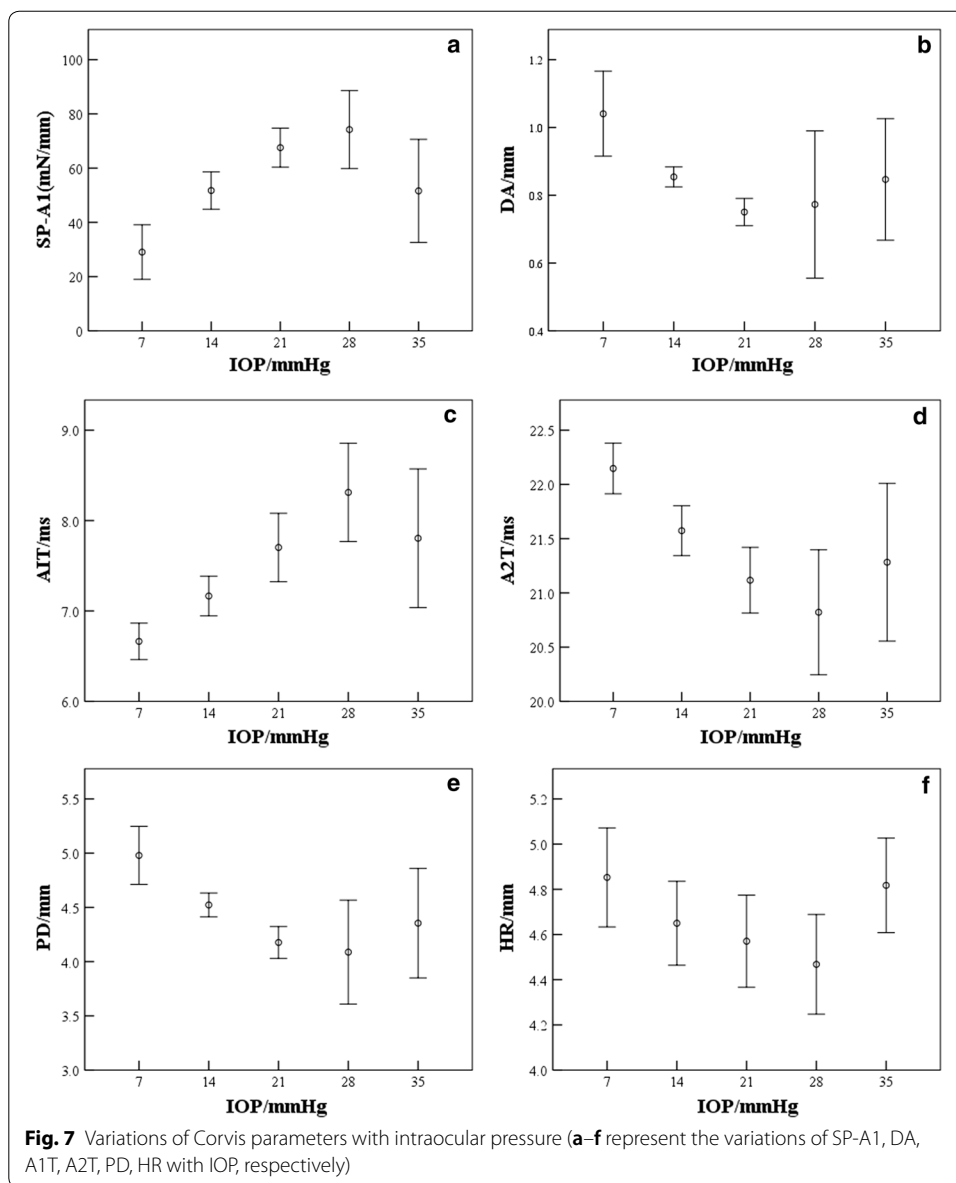 a
100
80
60
40
20
0
SP-A1(mN/mm)
7 14 21 28 35
IOP/mmHg
b
1.2
1.0
0.8
0.6
0.4
DA/mm
7 14 21 28 35
IOP/mmHg
c
9.0
8.0
7.0
6.0
A1T/ms
7 14 21 28 35
IOP/mmHg
d
22.5
22.0
21.5
21.0
20.5
20.0
A2T/ms
7 14 21 28 35
IOP/mmHg
e
5.5
5.0
4.5
4.0
3.5
3.0
PD/mm
7 14 21 28 35
IOP/mmHg
f
5.2
5.0
4.8
4.6
4.4
4.2
4.0
HR/mm
7 14 21 28 35
IOP/mmHg
Fig. 7 Variations of Corvis parameters with intraocular pressure (a–f represent the variations of SP-A1, DA,
A1T, A2T, PD, HR with IOP, respectively)